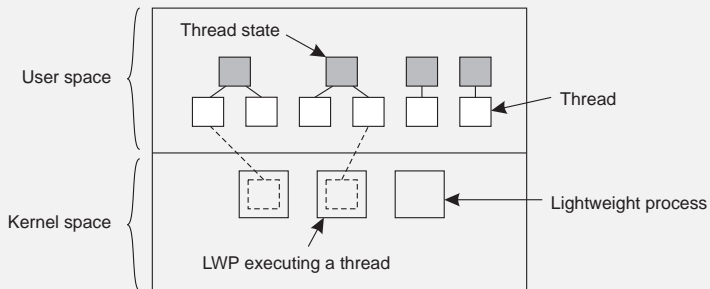 Thread state
User space
Thread
Lightweight process
Kernel space
LWP executing a thread